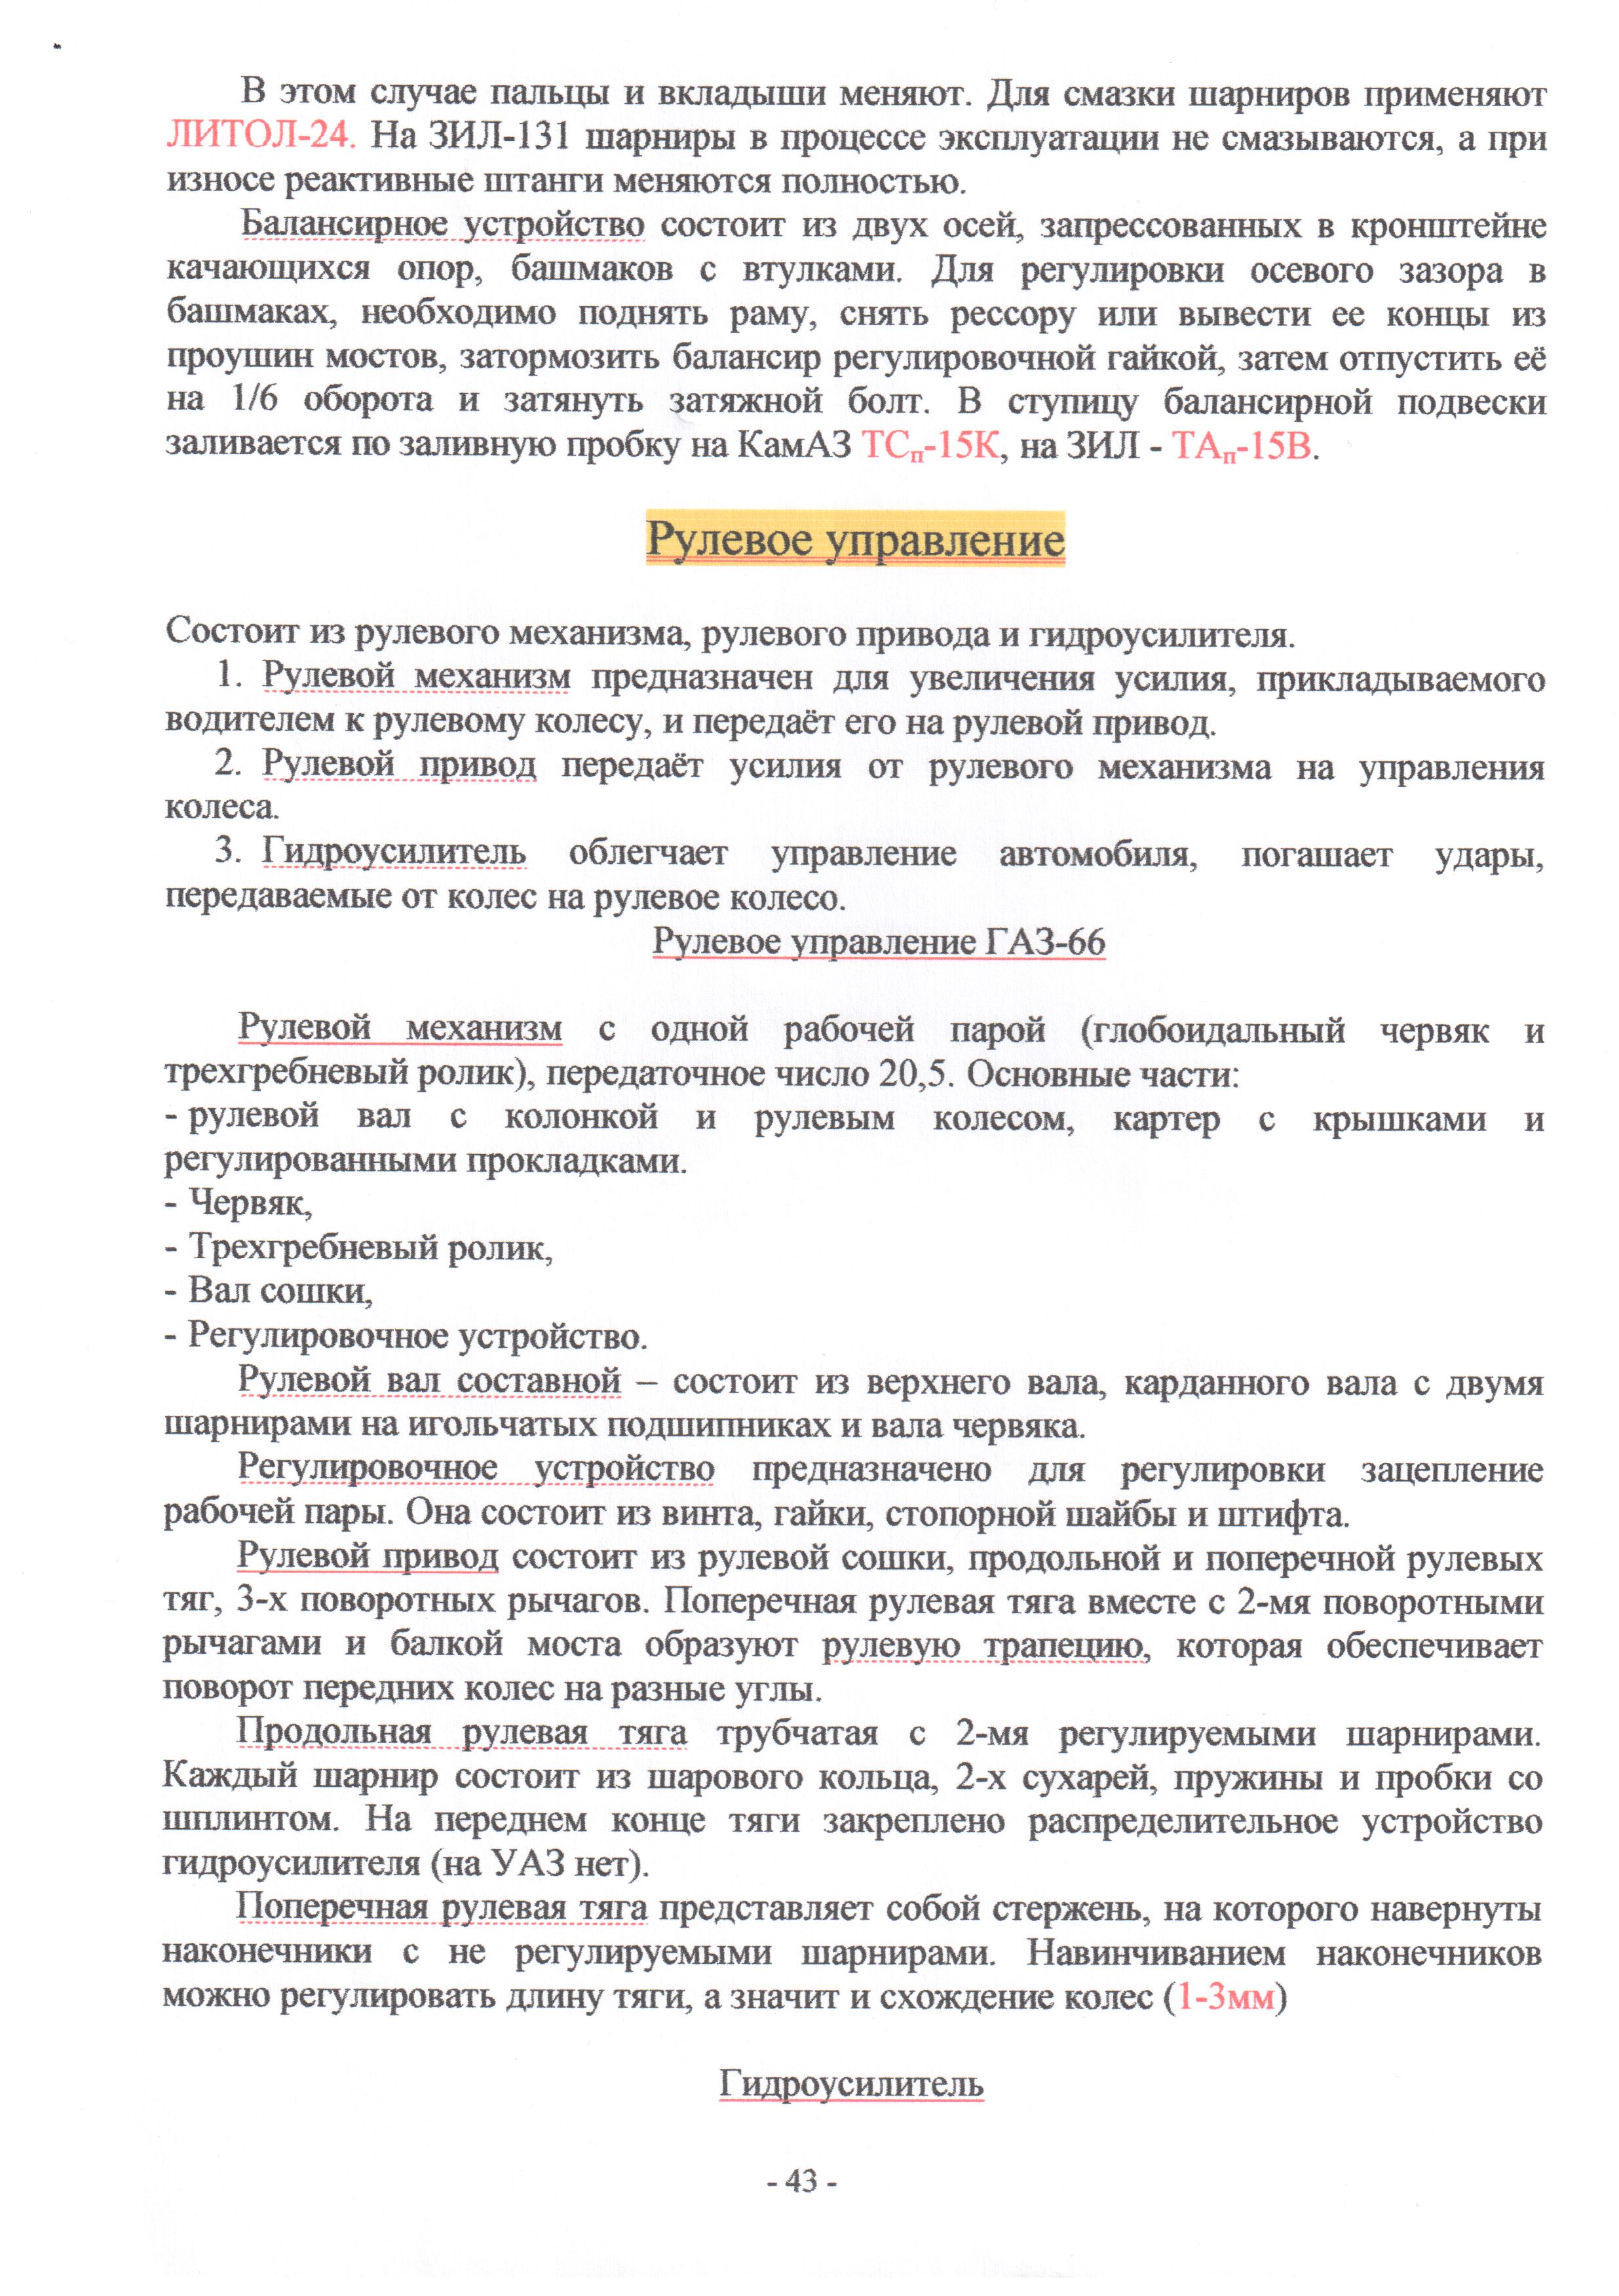 В этом случае пальцы и вкладыши меняют. Для смазки шарниров применяют
ЛИТОЛ-24. На ЗИЛ-131 шарниры в процессе эксплуатации не смазываются, а при
износе реактивные штанги меняются полностью.
Балансирное устройство состоит из двух осей, запрессованных в кронштейне
качающихся опор, башмаков с втулками. Для регулировки осевого зазора в
башмаках, необходимо поднять раму, снять рессору или вывести ее концы из
проушин мостов, затормозить балансир регулировочной гайкой, затем отпустить её
на 1/6 оборота и затянуть затяжной болт. В ступицу балансирной подвески
заливается по заливную пробку на КамАЗ ТСп-15К, на ЗИЛ - ТАп-15В.
Рулевое управление
Состоит из рулевого механизма, рулевого привода и гидроусилителя.
1. Рулевой механизм предназначен для увеличения усилия, прикладываемого
водителем к рулевому колесу, и передаёт его на рулевой привод.
2. Рулевой привод передаёт усилия от рулевого механизма на управления
колеса.
3. Гидроусилитель облегчает управление автомобиля, погашает удары,
передаваемые от колес на рулевое колесо.
Рулевое управление ГАЗ-66
Рулевой механизм с одной рабочей парой (глобоидальный червяк и
трехгребневый ролик), передаточное число 20,5. Основные части:
- рулевой вал с колонкой и рулевым колесом, картер с крышками и
регулированными прокладками.
- Червяк,
- Трехгребневый ролик,
- Вал сошки,
- Регулировочное устройство.
Рулевой вал составной – состоит из верхнего вала, карданного вала с двумя
шарнирами на игольчатых подшипниках и вала червяка.
Регулировочное устройство предназначено для регулировки зацепление
рабочей пары. Она состоит из винта, гайки, стопорной шайбы и штифта.
Рулевой привод состоит из рулевой сошки, продольной и поперечной рулевых
тяг, 3-х поворотных рычагов. Поперечная рулевая тяга вместе с 2-мя поворотными
рычагами и балкой моста образуют рулевую трапецию, которая обеспечивает
поворот передних колес на разные углы.
Продольная рулевая тяга трубчатая с 2-мя регулируемыми шарнирами.
Каждый шарнир состоит из шарового кольца, 2-х сухарей, пружины и пробки со
шплинтом. На переднем конце тяги закреплено распределительное устройство
гидроусилителя (на УАЗ нет).
Поперечная рулевая тяга представляет собой стержень, на которого навернуты
наконечники с не регулируемыми шарнирами. Навинчиванием наконечников
можно регулировать длину тяги, а значит и схождение колес (1-3мм)
Гидроусилитель
- 43 -